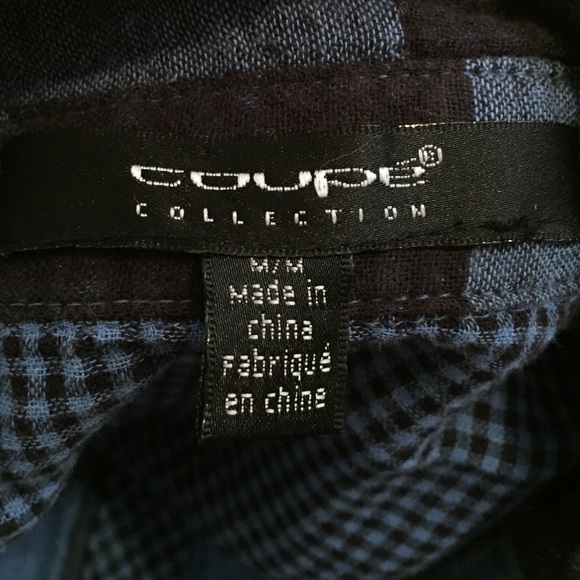 coupé®
COLLECTION
M/M
Made in
china
Fabriqué
en chine